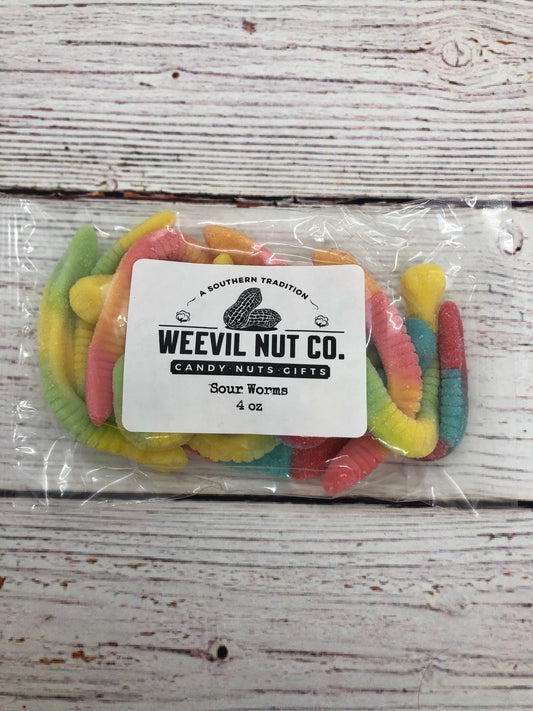 A SOUTHERN TRADITION
WEEVIL NUT CO.
CANDY · NUTS · GIFTS
Sour Worms
4 oz